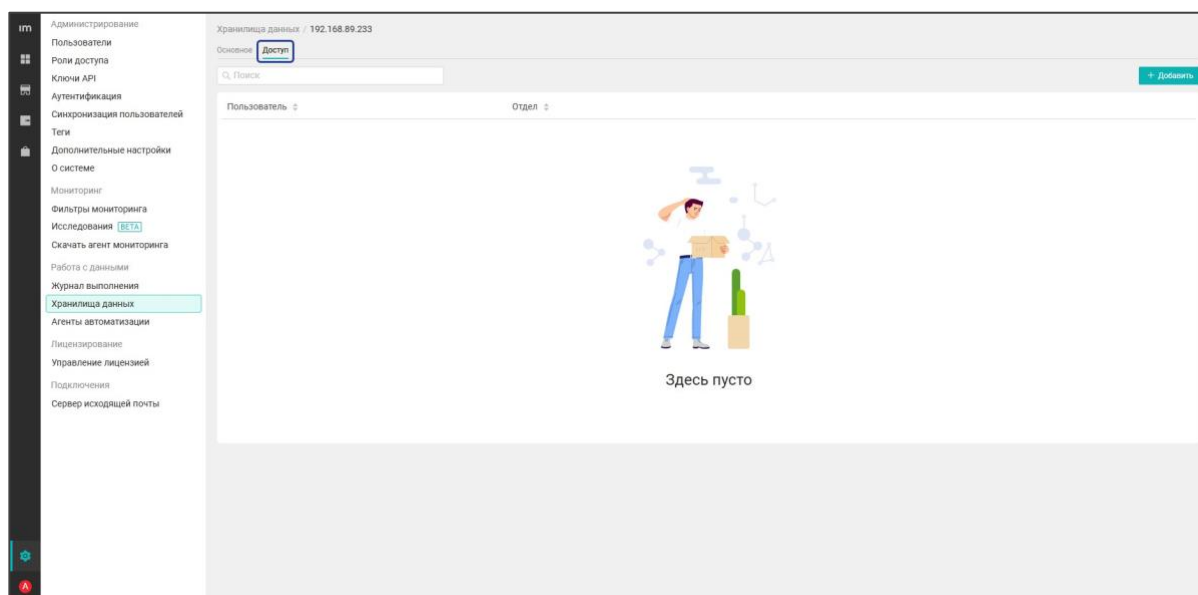 ım
Администрирование
Пользователи
Роли доступа
Ключи API
Аутентификация
Синхронизация пользователей
Теги
Дополнительные настройки
О системе
Мониторинг
Фильтры мониторинга
Исследования BETA
Скачать агент мониторинга
Работа с данными
Журнал выполнения
Хранилища данных
Агенты автоматизации
Лицензирование
Управление лицензией
Подключения
Сервер исходящей почты
A
Хранилища данных / 192.168.89.233
Основное Доступ
Поиск
+ Добавить
Пользователь Отдел
Здесь пусто